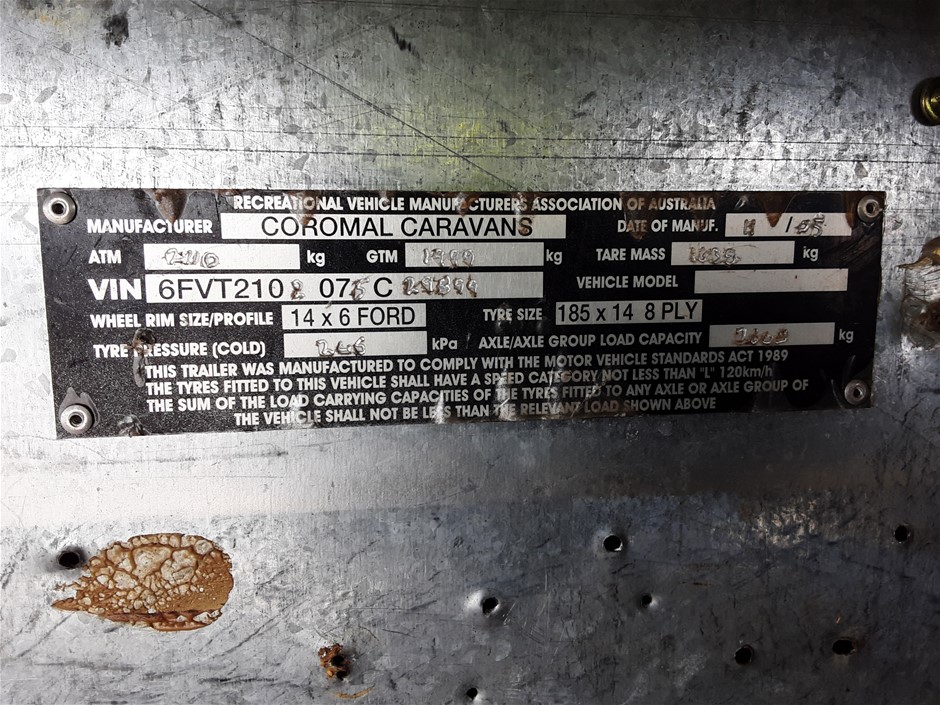 RECREATIONAL VEHICLE MANUFACTURERS ASSOCIATION OF AUSTRALIA
MANUFACTURER COROMAL CARAVANS DATE OF MANUF. 11/05
ATM kg GTM kg TARE MASS kg
VIN 6FVT210 07 C VEHICLE MODEL
WHEEL RIM SIZE/PROFILE 14 x 6 FORD TYRE SIZE 185 x 14 8 PLY
TYRE PRESSURE (COLD) kPa AXLE/AXLE GROUP LOAD CAPACITY kg
THIS TRAILER WAS MANUFACTURED TO COMPLY WITH THE MOTOR VEHICLE STANDARDS ACT 1989
THE TYRES FITTED TO THIS VEHICLE SHALL HAVE A SPEED CATEGORY NOT LESS THAN "L" 120km/h
THE SUM OF THE LOAD CARRYING CAPACITIES OF THE TYRES FITTED TO ANY AXLE OR AXLE GROUP OF
THE VEHICLE SHALL NOT BE LESS THAN THE RELEVANT LOAD SHOWN ABOVE